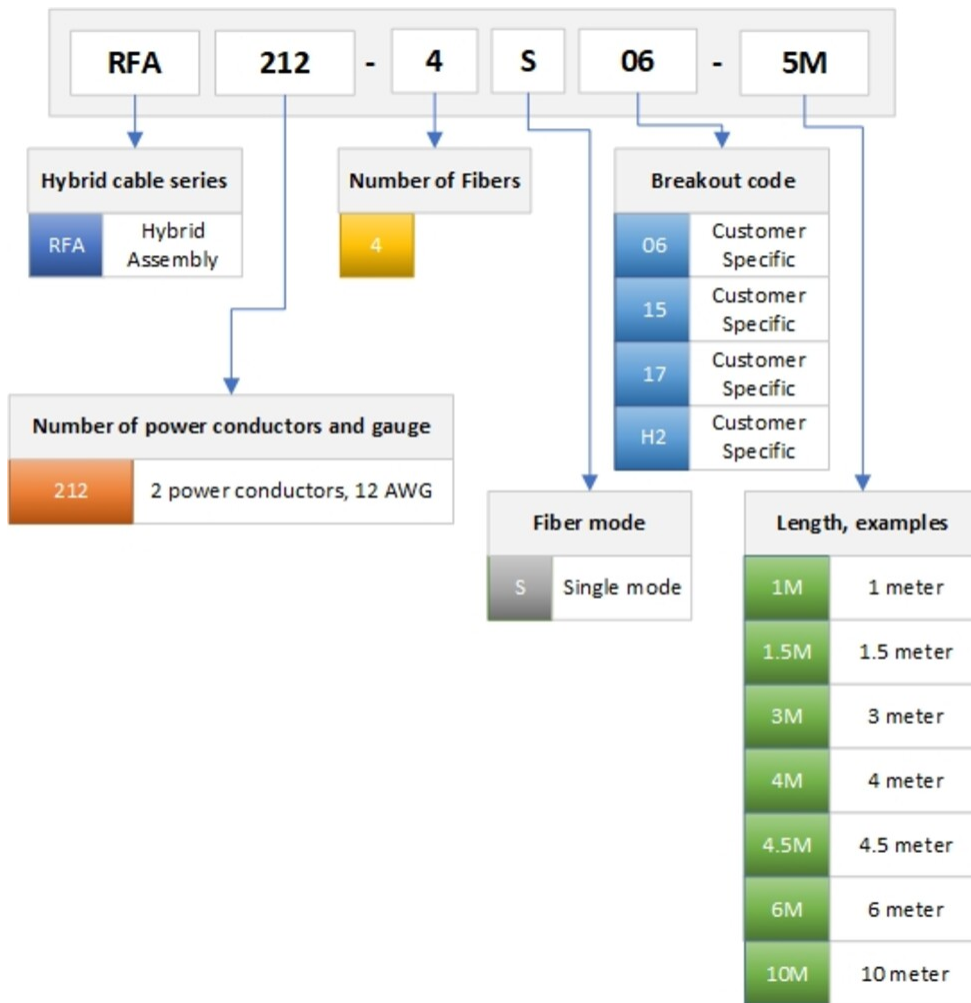 RFA 212 - 4 S 06 - 5M
Hybrid cable series
RFA Hybrid
Assembly
Number of Fibers
4
Breakout code
06 Customer
Specific
15 Customer
Specific
17 Customer
Specific
H2 Customer
Specific
Number of power conductors and gauge
212 2 power conductors, 12 AWG
Fiber mode
S Single mode
Length, examples
1M 1 meter
1.5M 1.5 meter
3M 3 meter
4M 4 meter
4.5M 4.5 meter
6M 6 meter
10M 10 meter